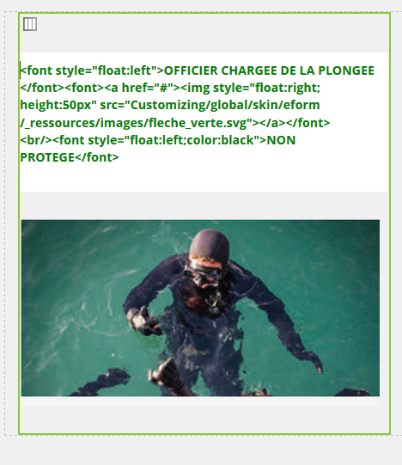 <font style="float:left">OFFICIER CHARGEE DE LA PLONGEE
</font><font><a href="#"><img style="float:right;
height:50px" src="Customizing/global/skin/eform
/_ressources/images/fleche_verte.svg"></a></font>
<br/><font style="float:left;color:black">NON
PROTEGE</font>